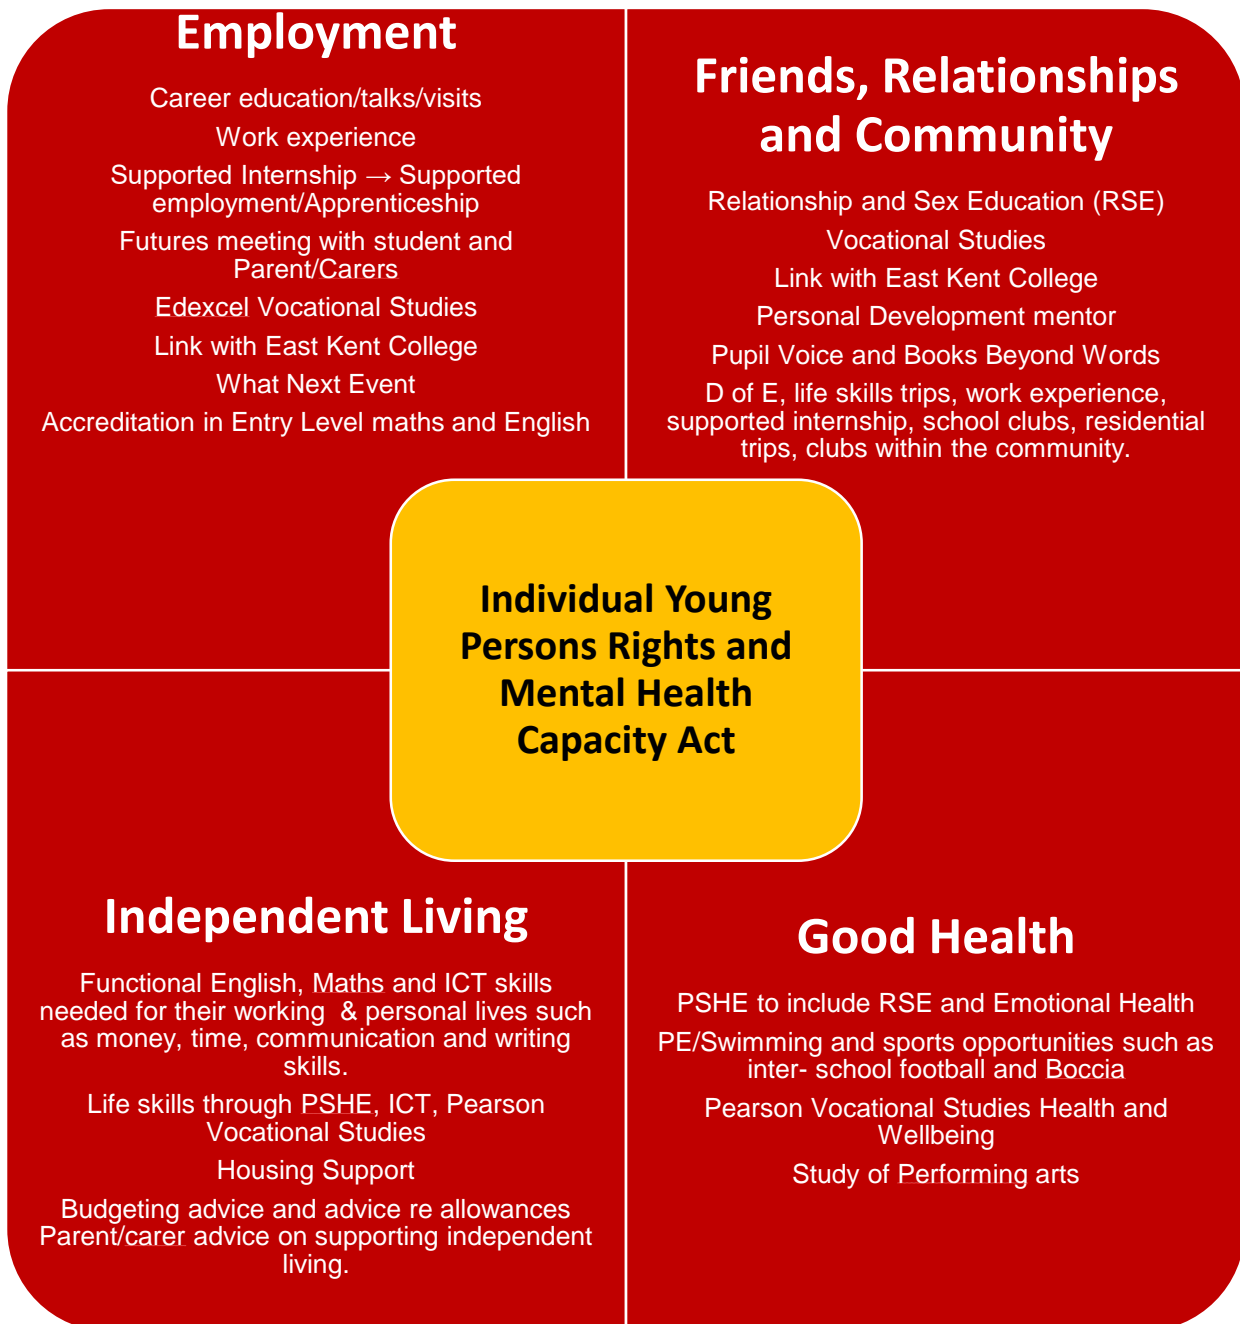 Employment
Career education/talks/visits
Work experience
Supported Internship → Supported
employment/Apprenticeship
Futures meeting with student and
Parent/Carers
Edexcel Vocational Studies
Link with East Kent College
What Next Event
Accreditation in Entry Level maths and English
Friends, Relationships
and Community
Relationship and Sex Education (RSE)
Vocational Studies
Link with East Kent College
Personal Development mentor
Pupil Voice and Books Beyond Words
D of E, life skills trips, work experience,
supported internship, school clubs, residential
trips, clubs within the community.
Individual Young
Persons Rights and
Mental Health
Capacity Act
Independent Living
Functional English, Maths and ICT skills
needed for their working & personal lives such
as money, time, communication and writing
skills.
Life skills through PSHE, ICT, Pearson
Vocational Studies
Housing Support
Budgeting advice and advice re allowances
Parent/carer advice on supporting independent
living.
Good Health
PSHE to include RSE and Emotional Health
PE/Swimming and sports opportunities such as
inter- school football and Boccia
Pearson Vocational Studies Health and
Wellbeing
Study of Performing arts